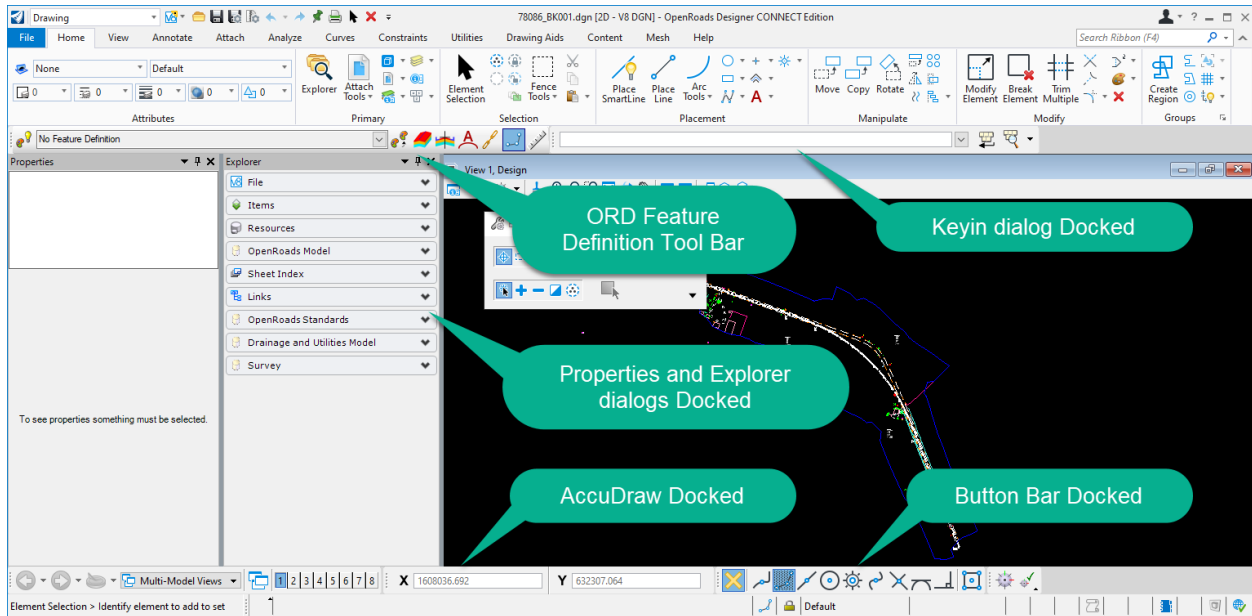 Drawing
78086_BK001.dgn [2D - V8 DGN] - OpenRoads Designer CONNECT Edition
File Home View Annotate Attach Analyze Curves Constraints Utilities Drawing Aids Content Mesh Help
Search Ribbon (F4)
None Default
0 0 0 0 0
Explorer Attach Tools
Element Selection
Fence Tools
Place SmartLine
Place Line
Arc Tools
Move Copy Rotate
Modify Element
Break Element
Trim Multiple
Create Region
Attributes Primary Selection Placement Manipulate Modify Groups
No Feature Definition
Properties
Explorer
View 1, Design
File
Items
Resources
OpenRoads Model
Sheet Index
Links
OpenRoads Standards
Drainage and Utilities Model
Survey
To see properties something must be selected.
ORD Feature
Definition Tool Bar
Keyin dialog Docked
Properties and Explorer
dialogs Docked
AccuDraw Docked
Button Bar Docked
Multi-Model Views 1 2 3 4 5 6 7 8 X 1608036.692 Y 632307.064
Element Selection > Identify element to add to set
Default